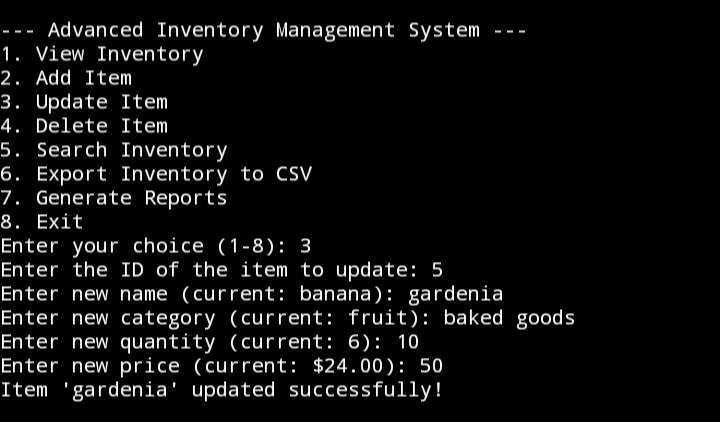 --- Advanced Inventory Management System ---
1. View Inventory
2. Add Item
3. Update Item
4. Delete Item
5. Search Inventory
6. Export Inventory to CSV
7. Generate Reports
8. Exit
Enter your choice (1-8): 3
Enter the ID of the item to update: 5
Enter new name (current: banana): gardenia
Enter new category (current: fruit): baked goods
Enter new quantity (current: 6): 10
Enter new price (current: $24.00): 50
Item 'gardenia' updated successfully!